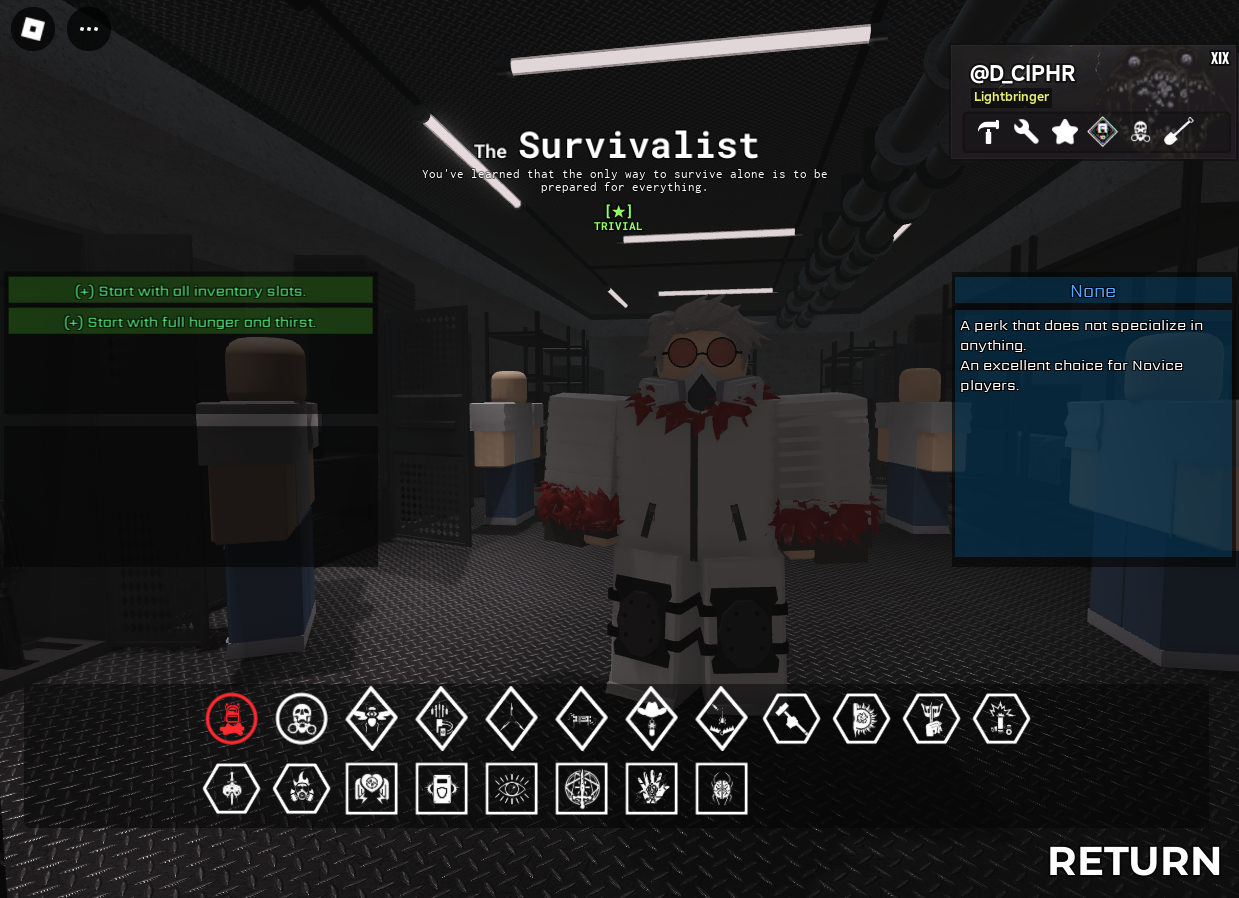 XIX
@D_CIPHR
Lightbringer
The Survivalist
You've learned that the only way to survive alone is to be
prepared for everything.
[★]
TRIVIAL
(+) Start with all inventory slots.
(+) Start with full hunger and thirst.
None
A perk that does not specialize in
anything.
An excellent choice for Novice
players.
RETURN